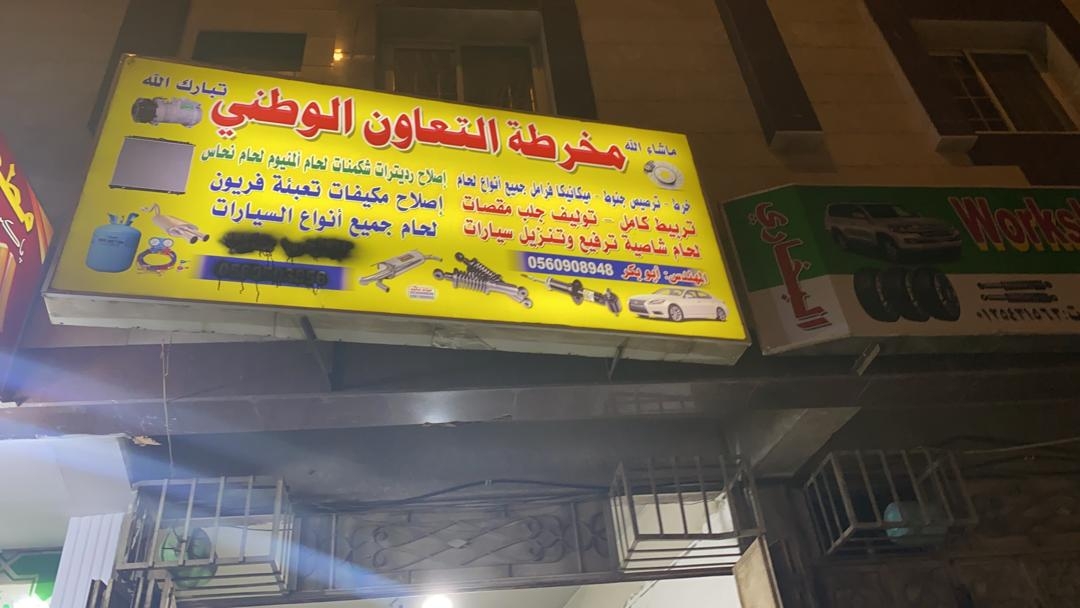 ماشاء الله
تبارك الله
مخرطة التعاون الوطني
خرط - ترصيص جنوط - ميكانيكا فرامل جميع أنواع لحام
إصلاح رديترات شكمنات لحام ألمنيوم لحام نحاس
تربيط كامل - توليف جلب مقصات
إصلاح مكيفات تعبئة فريون
لحام شاصية ترفيع وتنزيل سيارات
لحام جميع أنواع السيارات
المهندس: أبو بكر 0560908948
Worksh
البغدادي